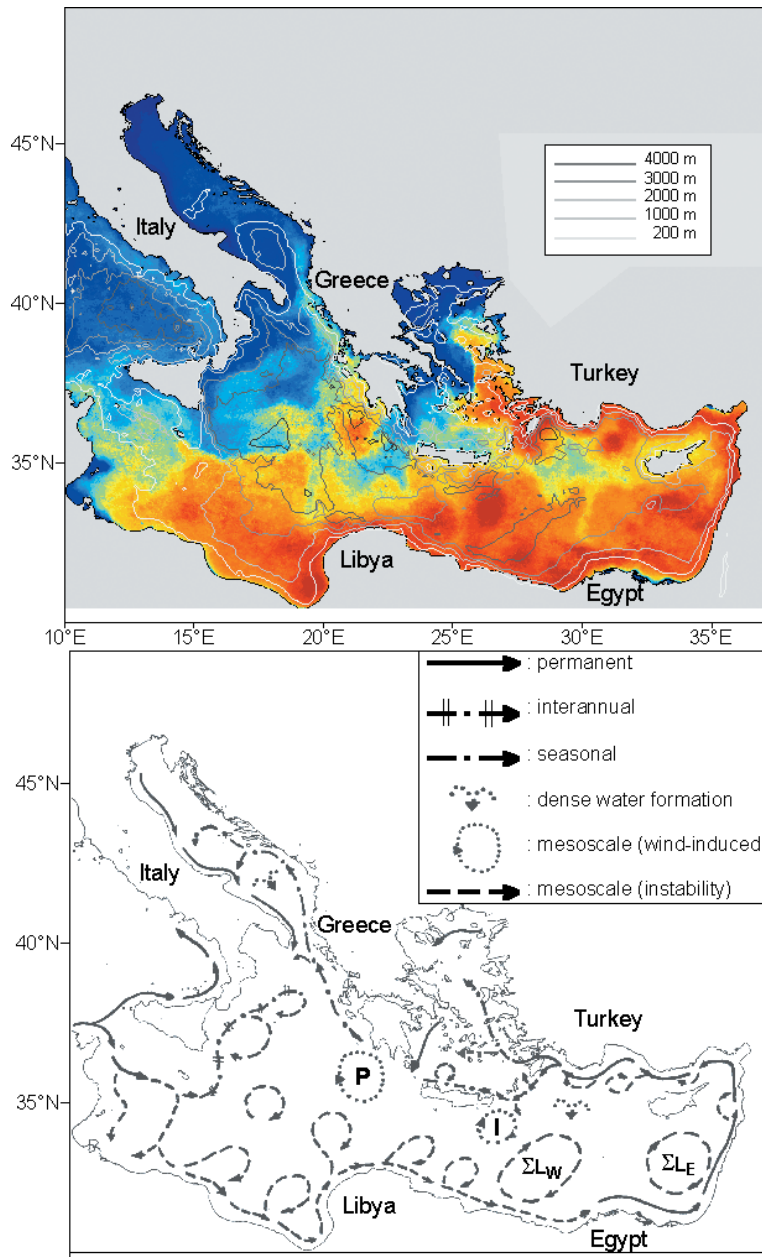 45°N
4000 m
3000 m
2000 m
1000 m
200 m
Italy
Greece
40°N
Turkey
35°N
Libya
Egypt
10°E 15°E 20°E 25°E 30°E 35°E
: permanent
: interannual
: seasonal
45°N
: dense water formation
: mesoscale (wind-induced)
Italy
: mesoscale (instability)
Greece
40°N
Turkey
P
35°N
I
ΣLW ΣLE
Libya
Egypt